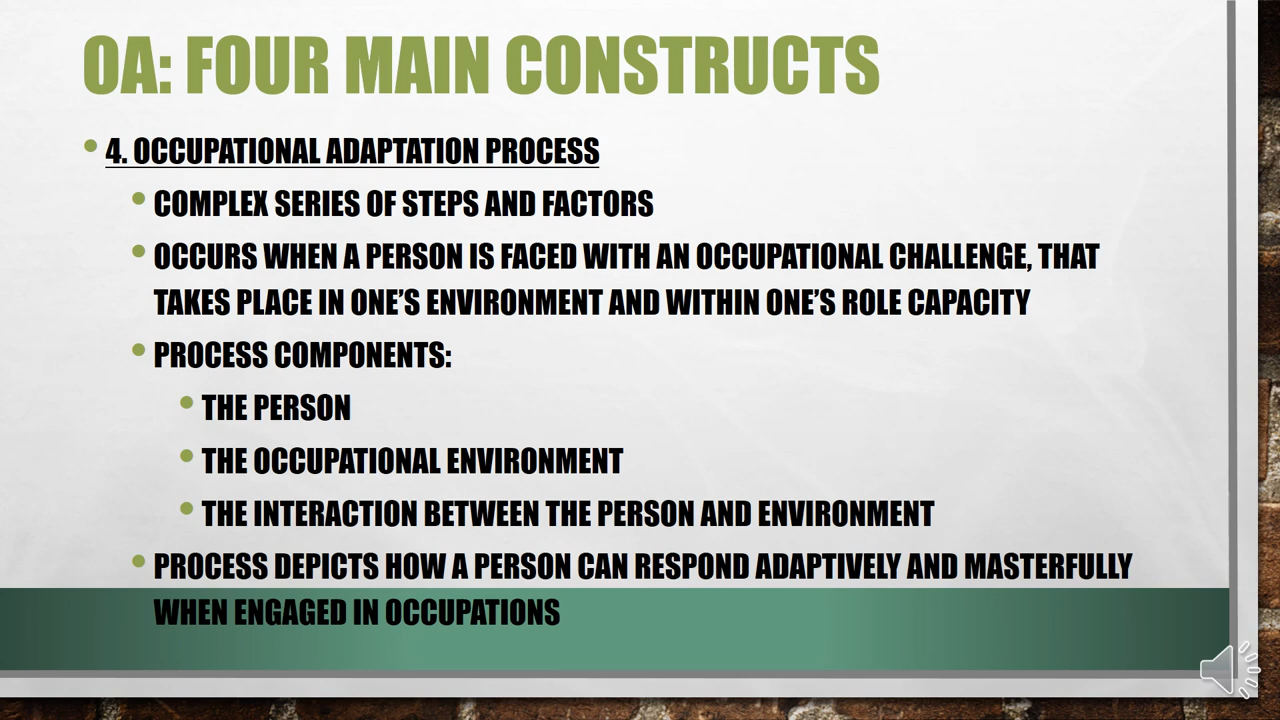 OA: FOUR MAIN CONSTRUCTS
• 4. OCCUPATIONAL ADAPTATION PROCESS
• COMPLEX SERIES OF STEPS AND FACTORS
• OCCURS WHEN A PERSON IS FACED WITH AN OCCUPATIONAL CHALLENGE, THAT
TAKES PLACE IN ONE’S ENVIRONMENT AND WITHIN ONE’S ROLE CAPACITY
• PROCESS COMPONENTS:
• THE PERSON
• THE OCCUPATIONAL ENVIRONMENT
• THE INTERACTION BETWEEN THE PERSON AND ENVIRONMENT
• PROCESS DEPICTS HOW A PERSON CAN RESPOND ADAPTIVELY AND MASTERFULLY
WHEN ENGAGED IN OCCUPATIONS